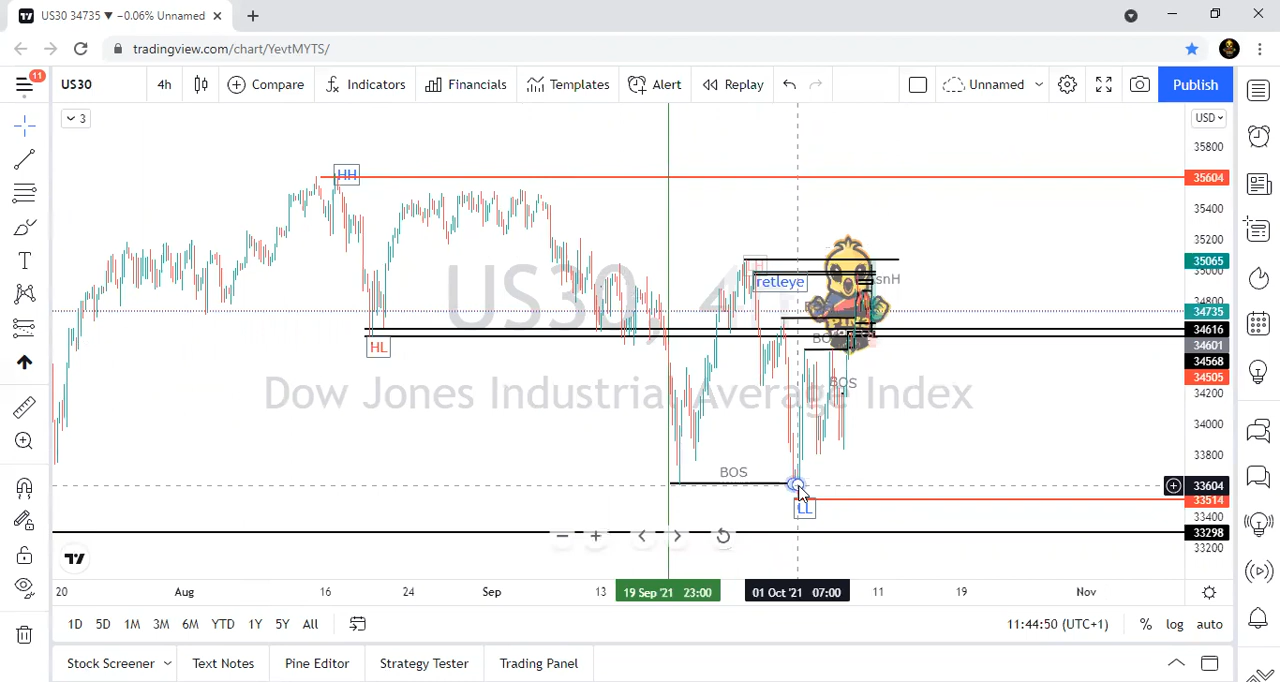 US30 34735 ▼ −0.06% Unnamed
tradingview.com/chart/YevtMYTS/
11
US30 4h Compare Indicators Financials Templates Alert Replay Unnamed Publish
3
USD
35800
HH
35604
35400
35200
35065
35000
retleye
34800
34735
34616
34601
HL
34568
34505
BOS
34200
US30, 4h
Dow Jones Industrial Average Index
34000
33800
BOS
33604
33514
LL
33400
33298
33200
20 Aug 16 24 Sep 13 19 Sep '21 23:00 01 Oct '21 07:00 11 19 Nov
1D 5D 1M 3M 6M YTD 1Y 5Y All 11:44:50 (UTC+1) % log auto
Stock Screener Text Notes Pine Editor Strategy Tester Trading Panel